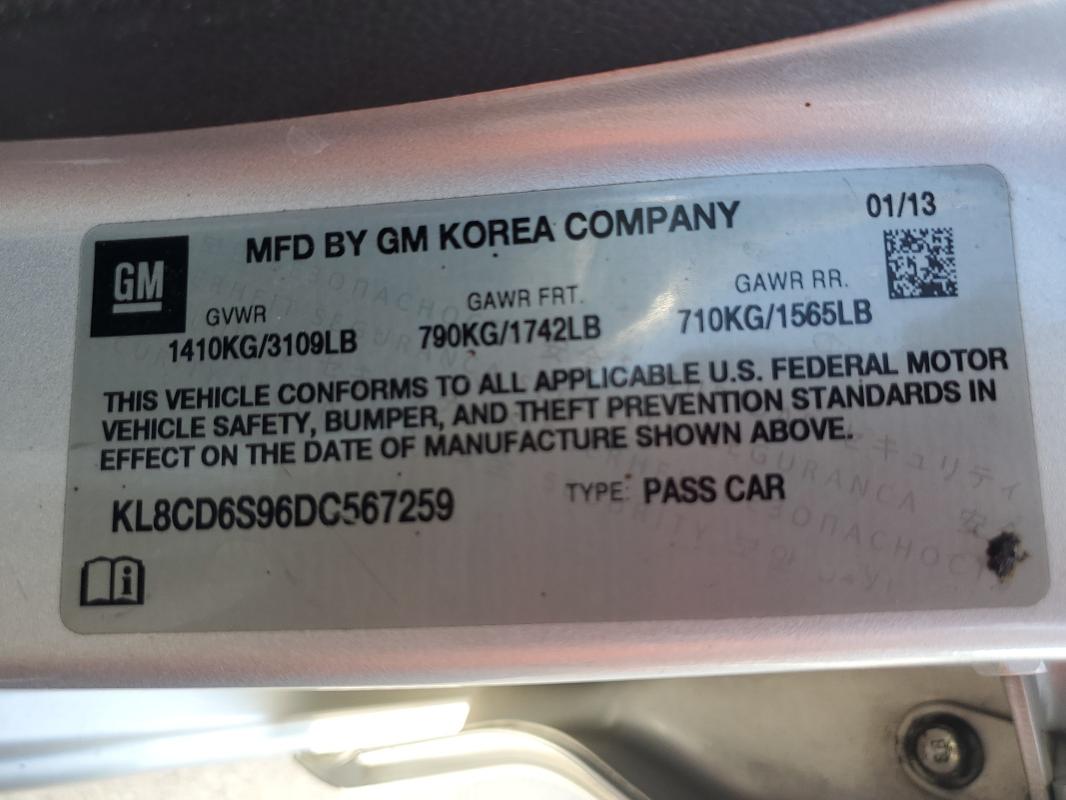 GM
MFD BY GM KOREA COMPANY
01/13
GVWR
GAWR FRT.
GAWR RR.
1410KG/3109LB
790KG/1742LB
710KG/1565LB
THIS VEHICLE CONFORMS TO ALL APPLICABLE U.S. FEDERAL MOTOR
VEHICLE SAFETY, BUMPER, AND THEFT PREVENTION STANDARDS IN
EFFECT ON THE DATE OF MANUFACTURE SHOWN ABOVE.
KL8CD6S96DC567259
TYPE: PASS CAR